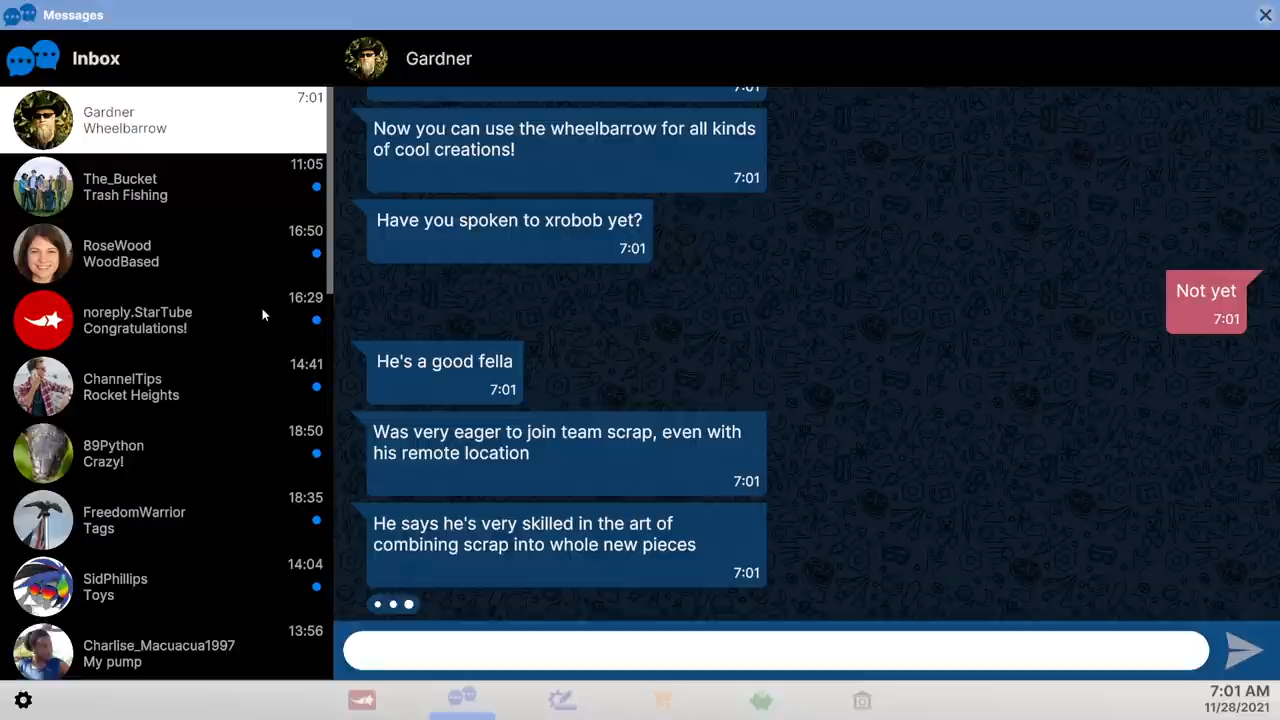 Messages
Inbox
Gardner
Wheelbarrow
7:01
The_Bucket
Trash Fishing
11:05
RoseWood
WoodBased
16:50
noreply.StarTube
Congratulations!
16:29
ChannelTips
Rocket Heights
14:41
89Python
Crazy!
18:50
FreedomWarrior
Tags
18:35
SidPhillips
Toys
14:04
Charlise_Macuacua1997
My pump
13:56
Gardner
7:01
Now you can use the wheelbarrow for all kinds
of cool creations!
7:01
Have you spoken to xrobob yet?
7:01
Not yet
7:01
He's a good fella
7:01
Was very eager to join team scrap, even with
his remote location
7:01
He says he's very skilled in the art of
combining scrap into whole new pieces
7:01
7:01 AM
11/28/2021